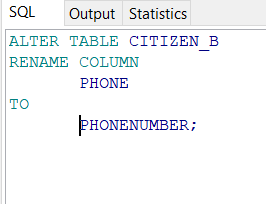 SQL Output Statistics
ALTER TABLE CITIZEN_B
RENAME COLUMN
PHONE
TO
PHONENUMBER;